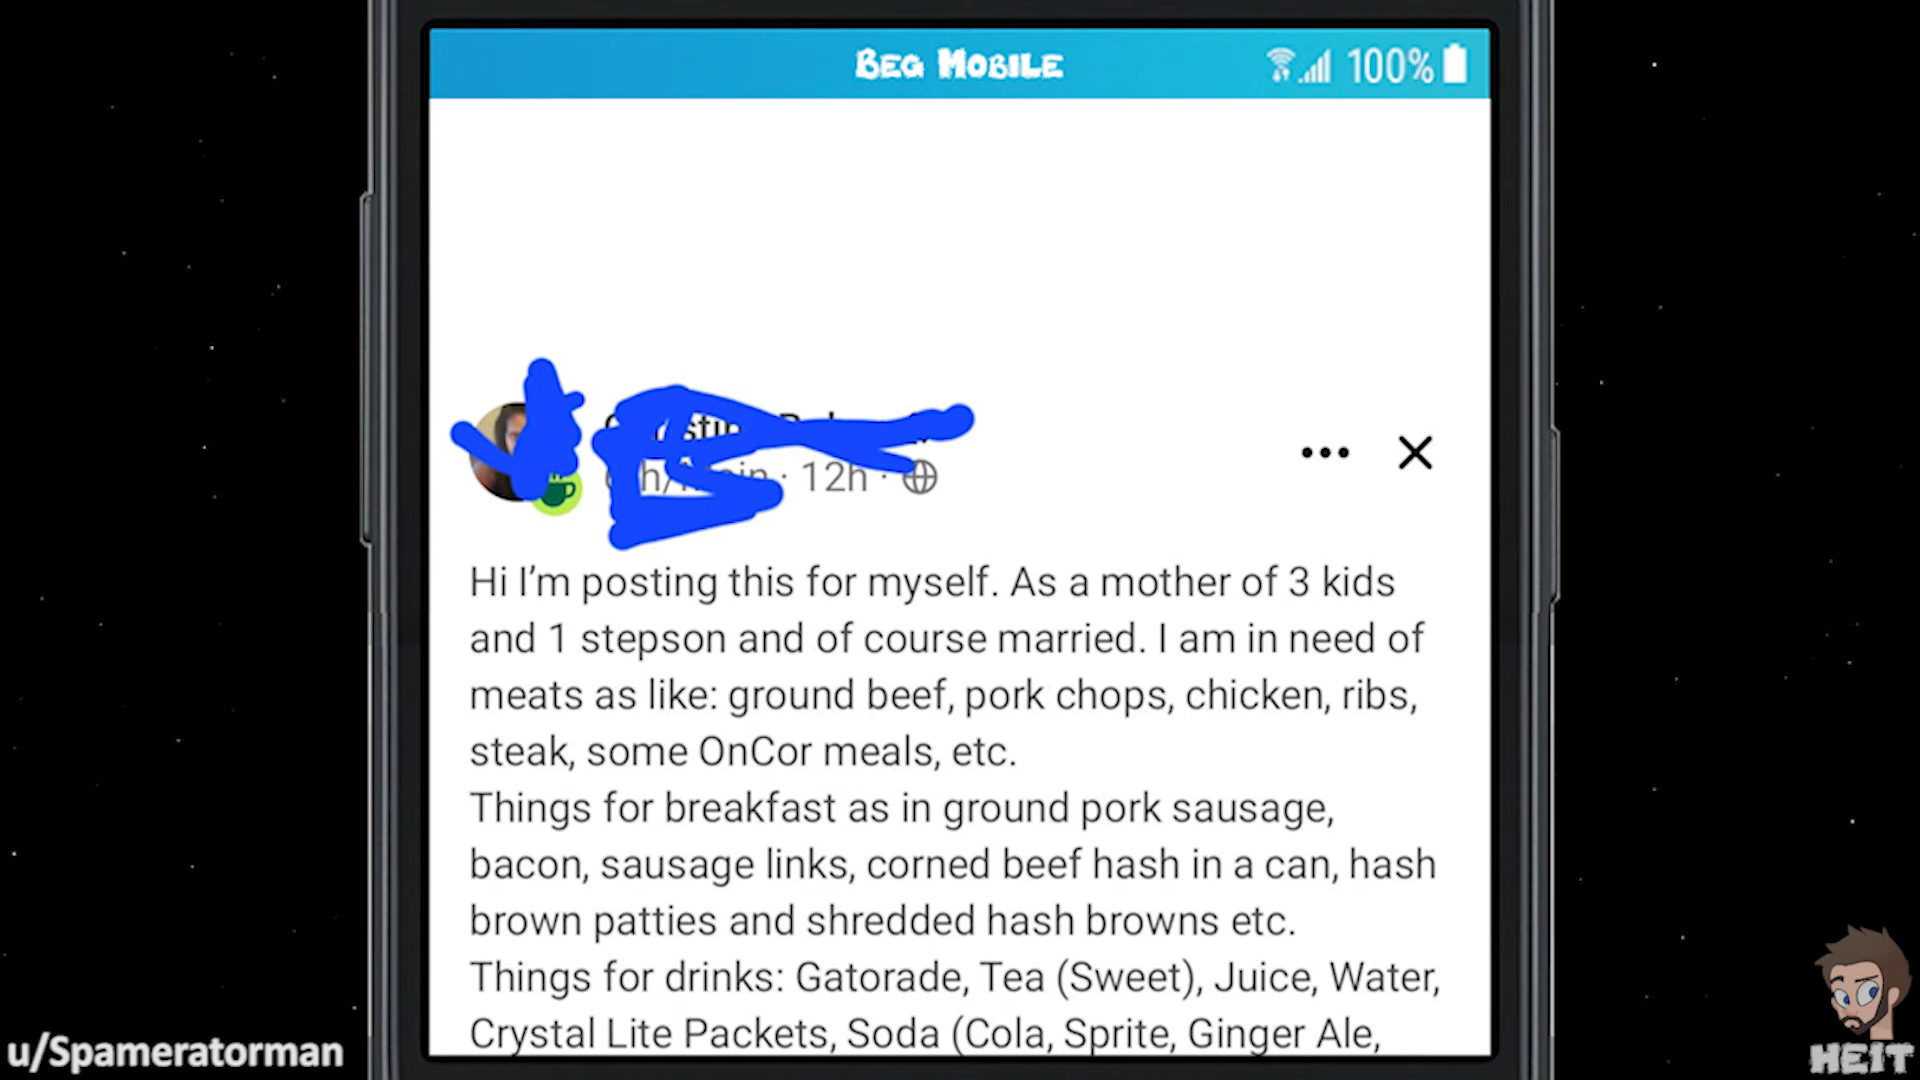 BEG MOBILE
100%
· 12h ·
Hi I’m posting this for myself. As a mother of 3 kids
and 1 stepson and of course married. I am in need of
meats as like: ground beef, pork chops, chicken, ribs,
steak, some OnCor meals, etc.
Things for breakfast as in ground pork sausage,
bacon, sausage links, corned beef hash in a can, hash
brown patties and shredded hash browns etc.
Things for drinks: Gatorade, Tea (Sweet), Juice, Water,
Crystal Lite Packets, Soda (Cola, Sprite, Ginger Ale,
u/Spameratorman
HEIT